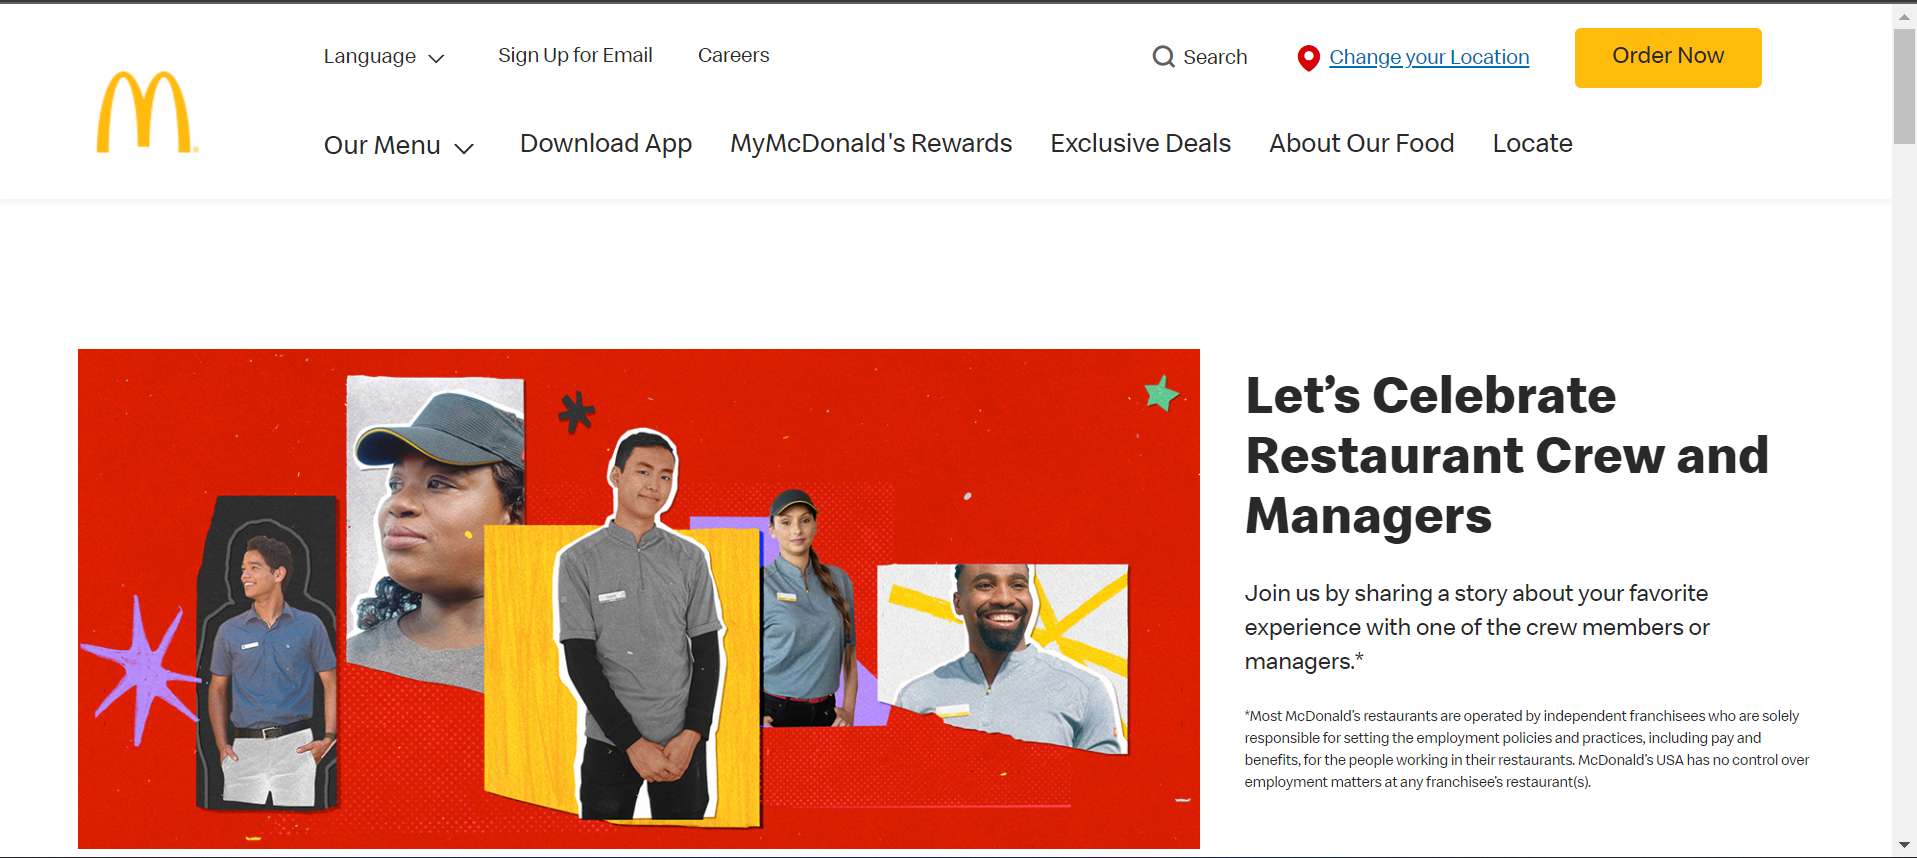 Language
Sign Up for Email
Careers
Search
Change your Location
Order Now
Our Menu
Download App
MyMcDonald's Rewards
Exclusive Deals
About Our Food
Locate
Let’s Celebrate
Restaurant Crew and
Managers
Join us by sharing a story about your favorite
experience with one of the crew members or
managers.*
*Most McDonald’s restaurants are operated by independent franchisees who are solely
responsible for setting the employment policies and practices, including pay and
benefits, for the people working in their restaurants. McDonald’s USA has no control over
employment matters at any franchisee’s restaurant(s).